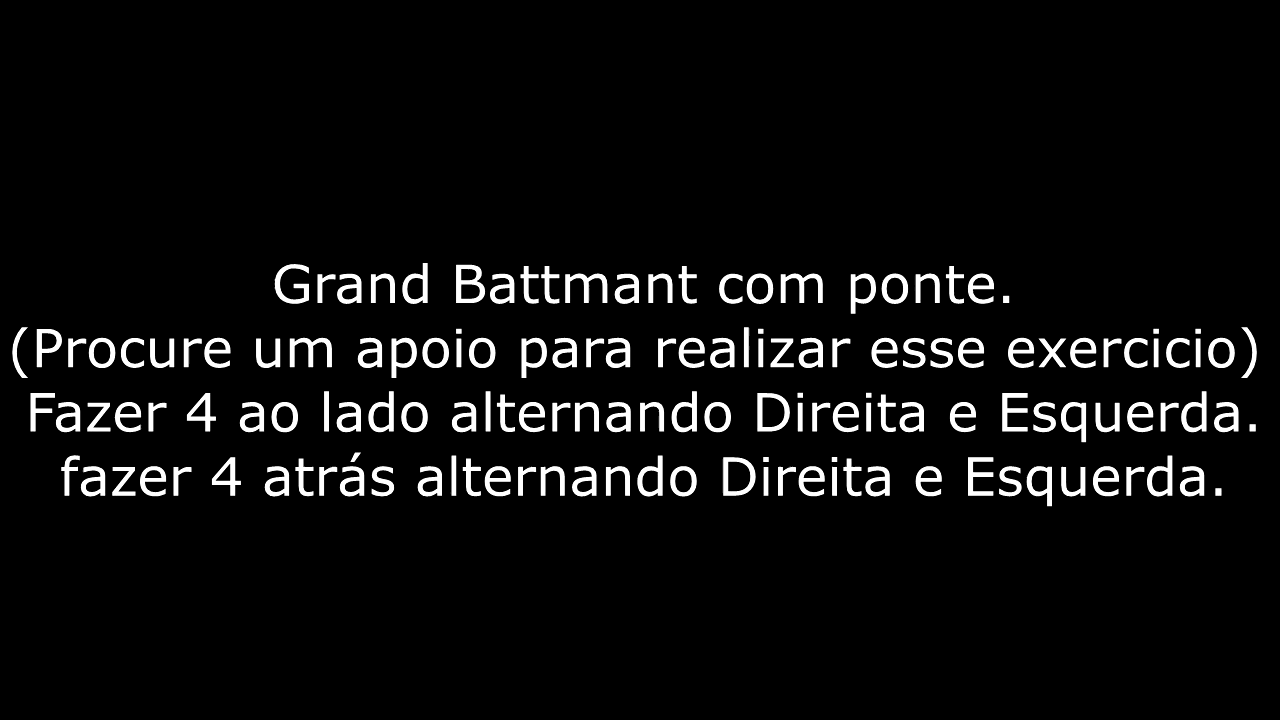 Grand Battmant com ponte.
(Procure um apoio para realizar esse exercicio)
Fazer 4 ao lado alternando Direita e Esquerda.
fazer 4 atrás alternando Direita e Esquerda.